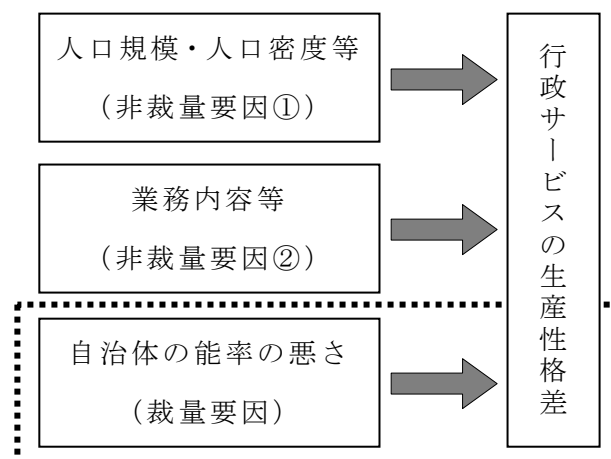 人口規模・人口密度等
（非裁量要因①）
業務内容等
（非裁量要因②）
自治体の能率の悪さ
（裁量要因）
行政サービスの生産性格差